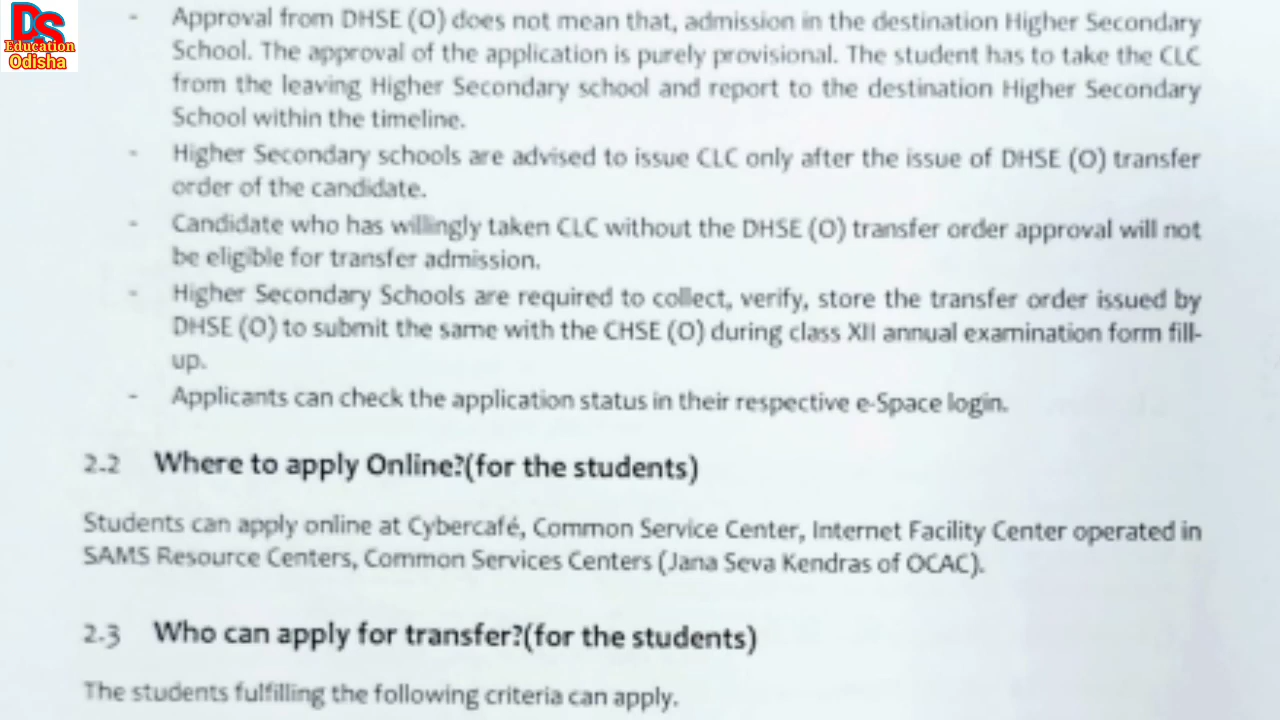 DS
Education
Odisha
- Approval from DHSE (O) does not mean that, admission in the destination Higher Secondary
School. The approval of the application is purely provisional. The student has to take the CLC
from the leaving Higher Secondary school and report to the destination Higher Secondary
School within the timeline.
- Higher Secondary schools are advised to issue CLC only after the issue of DHSE (O) transfer
order of the candidate.
- Candidate who has willingly taken CLC without the DHSE (O) transfer order approval will not
be eligible for transfer admission.
- Higher Secondary Schools are required to collect, verify, store the transfer order issued by
DHSE (O) to submit the same with the CHSE (O) during class XII annual examination form fill-
up.
- Applicants can check the application status in their respective e-Space login.
2.2 Where to apply Online?(for the students)
Students can apply online at Cybercafé, Common Service Center, Internet Facility Center operated in
SAMS Resource Centers, Common Services Centers (Jana Seva Kendras of OCAC).
2.3 Who can apply for transfer?(for the students)
The students fulfilling the following criteria can apply.